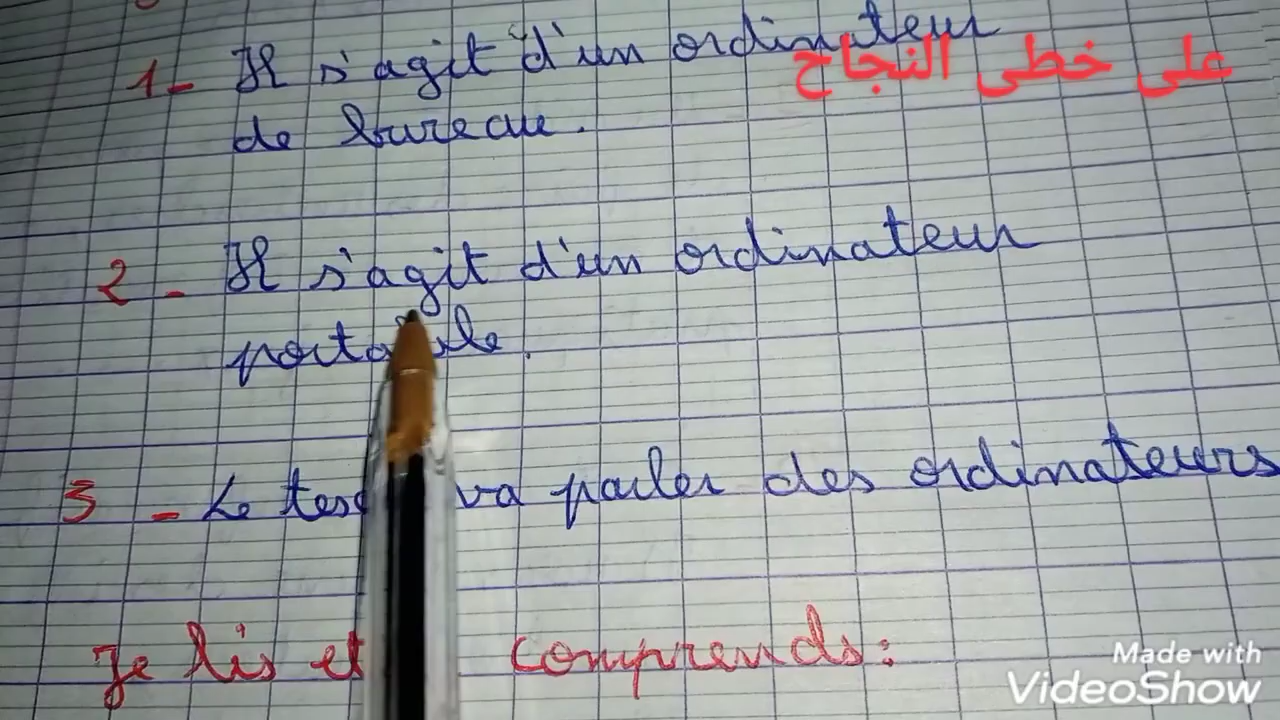 1- Il s'agit d'un ordinateur
على خطى النجاح
de bureau.
2 - Il s'agit d'un ordinateur
3 - Le va parler des ordinateurs
Je lis et comprends:
Made with
VideoShow